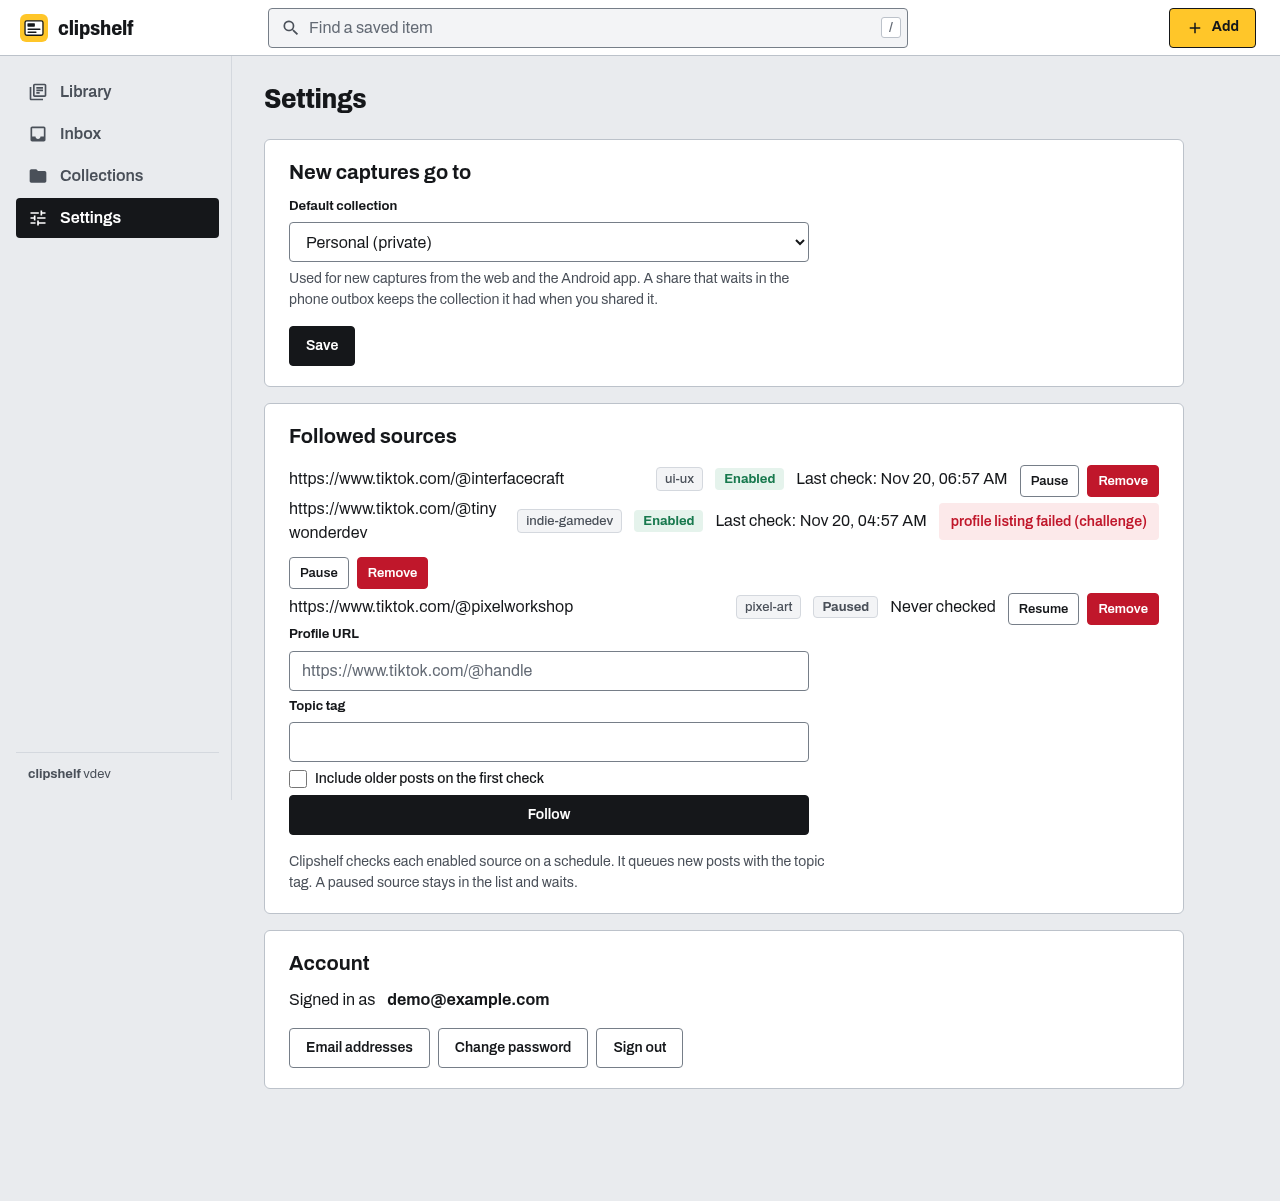 clipshelf
Find a saved item
/
Add
Library
Inbox
Collections
Settings
clipshelf vdev
Settings
New captures go to
Default collection
Personal (private)
Used for new captures from the web and the Android app. A share that waits in the
phone outbox keeps the collection it had when you shared it.
Save
Followed sources
https://www.tiktok.com/@interfacecraft ui-ux Enabled Last check: Nov 20, 06:57 AM Pause Remove
https://www.tiktok.com/@tiny
wonderdev
indie-gamedev Enabled Last check: Nov 20, 04:57 AM profile listing failed (challenge)
Pause Remove
https://www.tiktok.com/@pixelworkshop pixel-art Paused Never checked Resume Remove
Profile URL
https://www.tiktok.com/@handle
Topic tag
Include older posts on the first check
Follow
Clipshelf checks each enabled source on a schedule. It queues new posts with the topic
tag. A paused source stays in the list and waits.
Account
Signed in as demo@example.com
Email addresses Change password Sign out